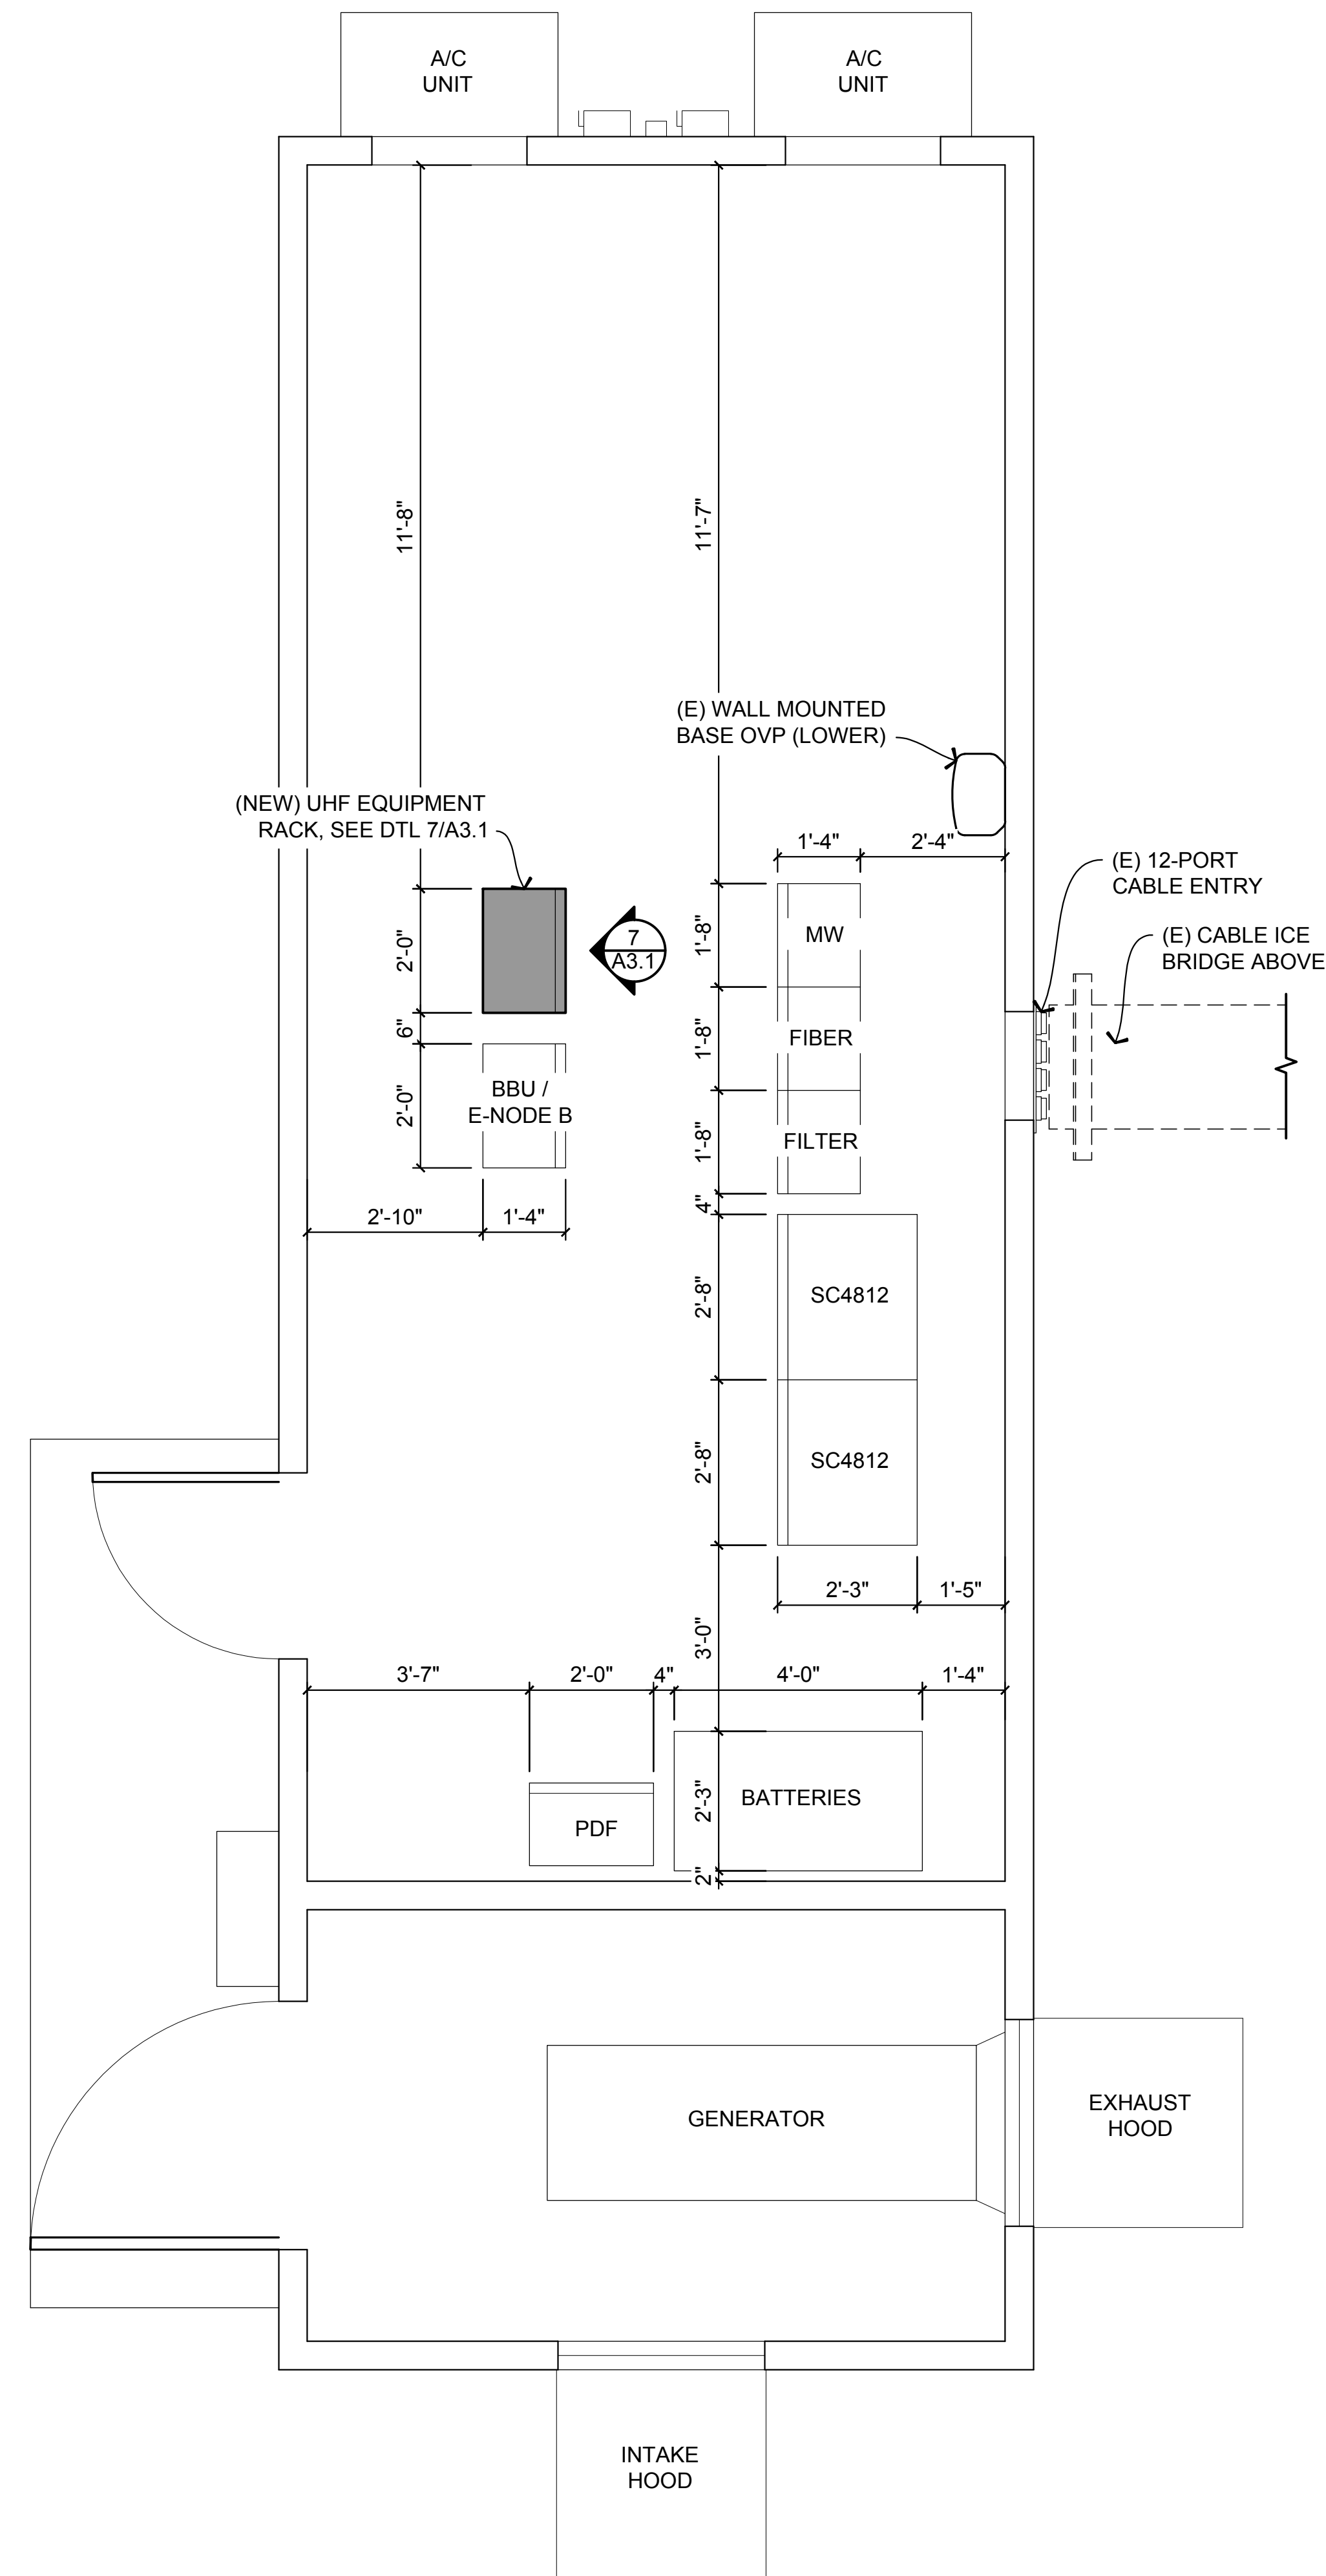 A/C
UNIT
A/C
UNIT
11'-8"
11'-7"
(E) WALL MOUNTED
BASE OVP (LOWER)
(NEW) UHF EQUIPMENT
RACK, SEE DTL 7/A3.1
1'-4"
2'-4"
(E) 12-PORT
CABLE ENTRY
(E) CABLE ICE
BRIDGE ABOVE
2'-0"
7
A3.1
1'-8"
MW
6"
1'-8"
FIBER
2'-0"
BBU /
E-NODE B
1'-8"
FILTER
4"
2'-10"
1'-4"
2'-8"
SC4812
2'-8"
SC4812
2'-3"
1'-5"
3'-0"
3'-7"
2'-0"
4"
4'-0"
1'-4"
2'-3"
BATTERIES
PDF
2"
GENERATOR
EXHAUST
HOOD
INTAKE
HOOD